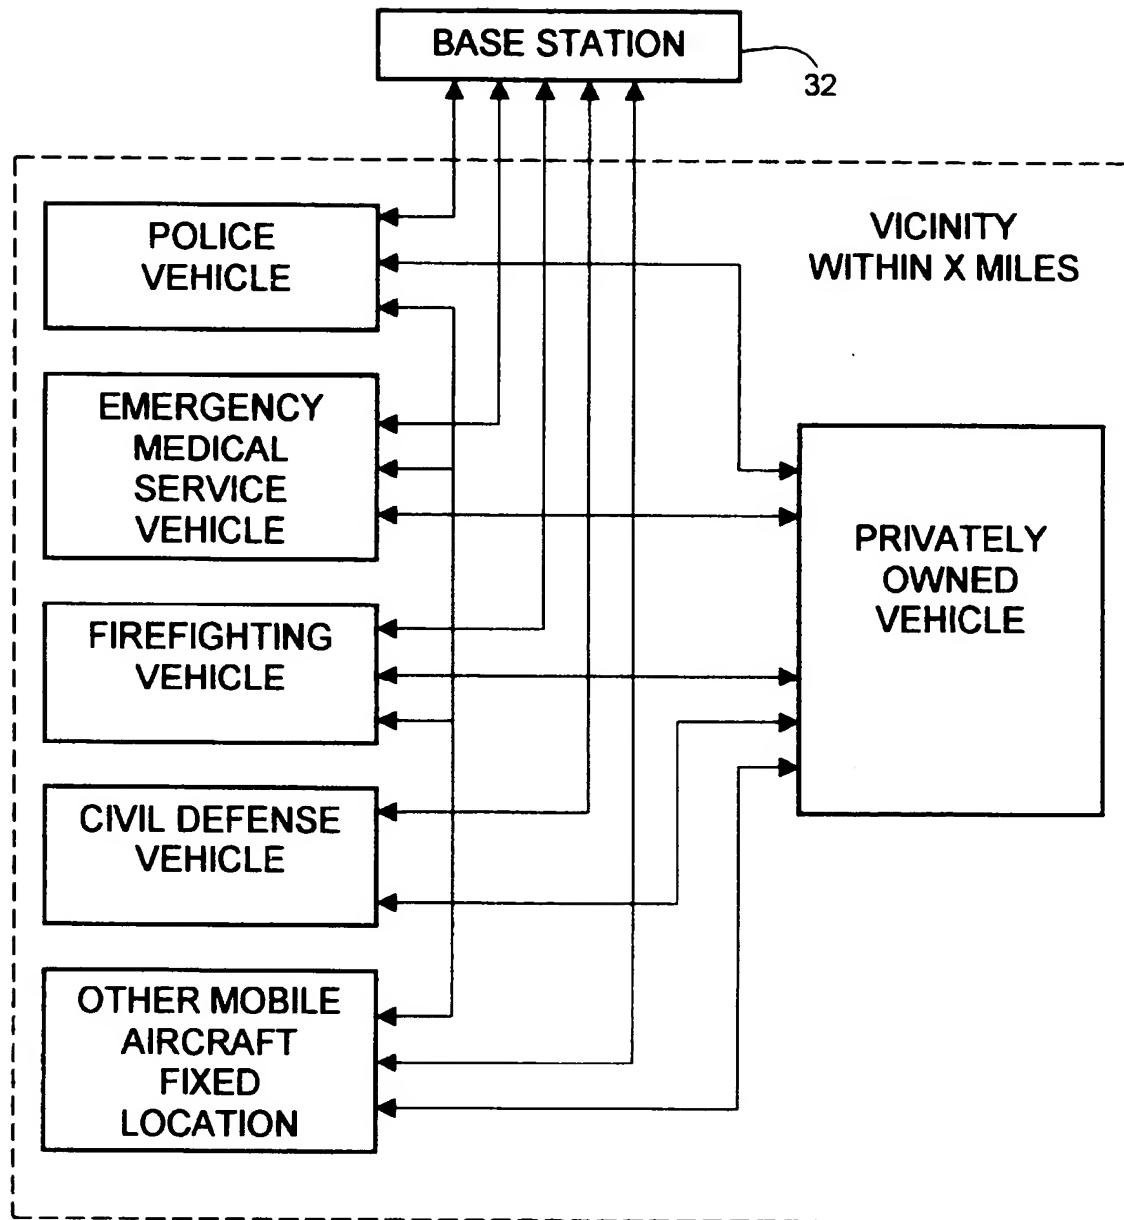 BASE STATION
32
VICINITY
WITHIN X MILES
POLICE
VEHICLE
EMERGENCY
MEDICAL
SERVICE
VEHICLE
PRIVATELY
OWNED
VEHICLE
FIREFIGHTING
VEHICLE
CIVIL DEFENSE
VEHICLE
OTHER MOBILE
AIRCRAFT
FIXED
LOCATION